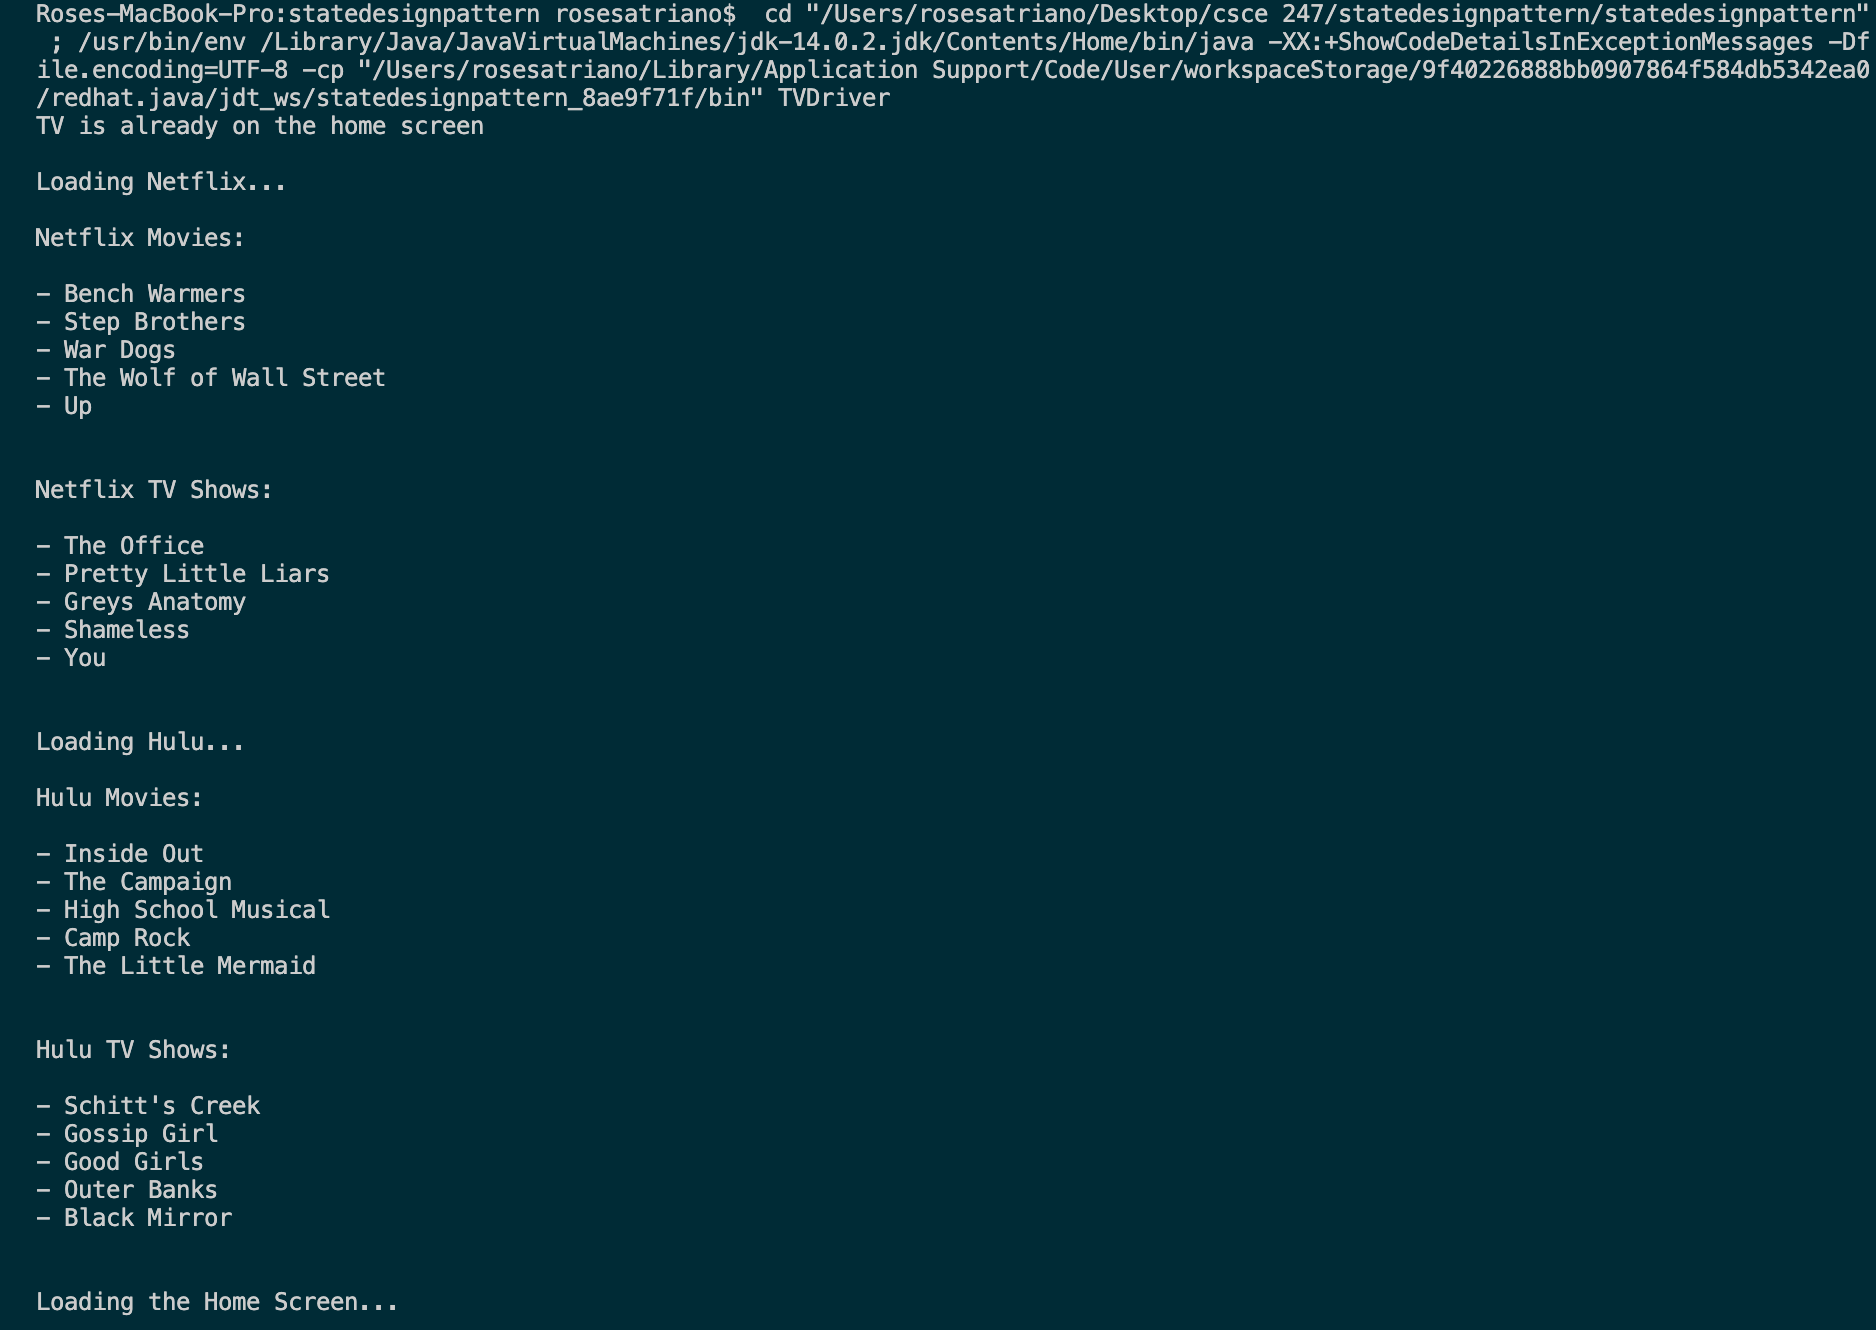 Roses-MacBook-Pro:statedesignpattern rosesatriano$  cd "/Users/rosesatriano/Desktop/csce 247/statedesignpattern/statedesignpattern"
 ; /usr/bin/env /Library/Java/JavaVirtualMachines/jdk-14.0.2.jdk/Contents/Home/bin/java -XX:+ShowCodeDetailsInExceptionMessages -Df
ile.encoding=UTF-8 -cp "/Users/rosesatriano/Library/Application Support/Code/User/workspaceStorage/9f40226888bb0907864f584db5342ea0
/redhat.java/jdt_ws/statedesignpattern_8ae9f71f/bin" TVDriver
TV is already on the home screen
Loading Netflix...
Netflix Movies:
- Bench Warmers
- Step Brothers
- War Dogs
- The Wolf of Wall Street
- Up
Netflix TV Shows:
- The Office
- Pretty Little Liars
- Greys Anatomy
- Shameless
- You
Loading Hulu...
Hulu Movies:
- Inside Out
- The Campaign
- High School Musical
- Camp Rock
- The Little Mermaid
Hulu TV Shows:
- Schitt's Creek
- Gossip Girl
- Good Girls
- Outer Banks
- Black Mirror
Loading the Home Screen...